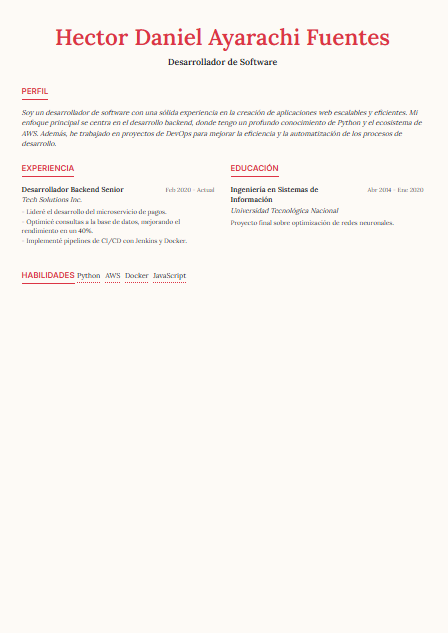 Hector Daniel Ayarachi Fuentes
Desarrollador de Software
PERFIL
Soy un desarrollador de software con una sólida experiencia en la creación de aplicaciones web escalables y eficientes. Mi
enfoque principal se centra en el desarrollo backend, donde tengo un profundo conocimiento de Python y el ecosistema de
AWS. Además, he trabajado en proyectos de DevOps para mejorar la eficiencia y la automatización de los procesos de
desarrollo.
EXPERIENCIA
Desarrollador Backend Senior Feb 2020 - Actual
Tech Solutions Inc.
· Lideré el desarrollo del microservicio de pagos.
· Optimicé consultas a la base de datos, mejorando el
rendimiento en un 40%.
· Implementé pipelines de CI/CD con Jenkins y Docker.
EDUCACIÓN
Ingeniería en Sistemas de Abr 2014 - Ene 2020
Información
Universidad Tecnológica Nacional
Proyecto final sobre optimización de redes neuronales.
HABILIDADES Python AWS Docker JavaScript